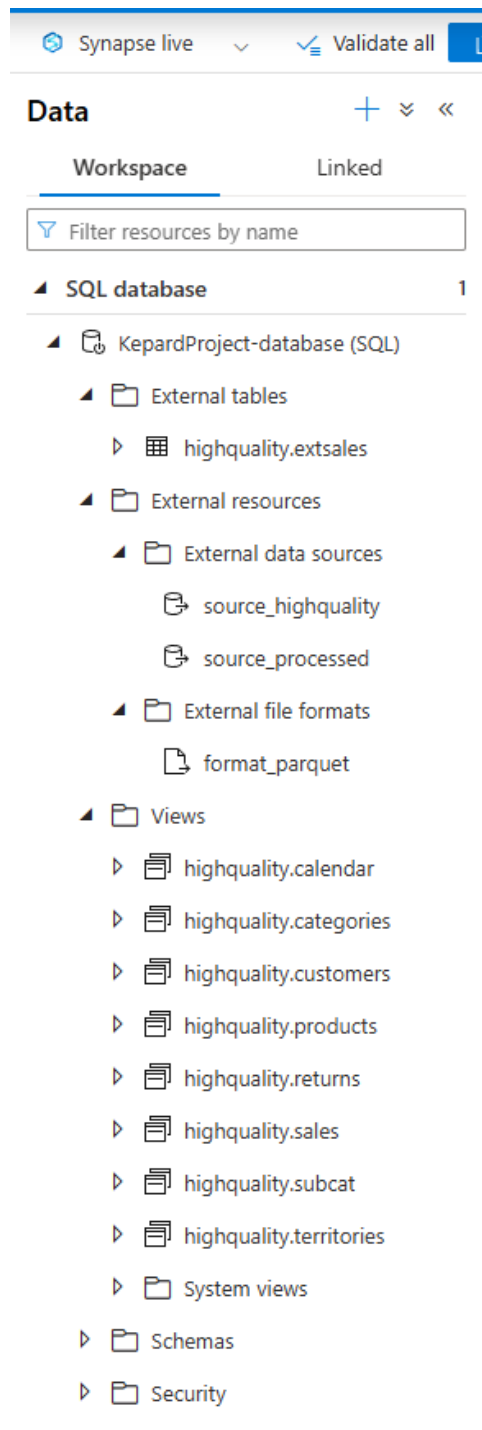 Synapse live Validate all
Data
Workspace Linked
Filter resources by name
SQL database 1
KepardProject-database (SQL)
External tables
highquality.extsales
External resources
External data sources
source_highquality
source_processed
External file formats
format_parquet
Views
highquality.calendar
highquality.categories
highquality.customers
highquality.products
highquality.returns
highquality.sales
highquality.subcat
highquality.territories
System views
Schemas
Security